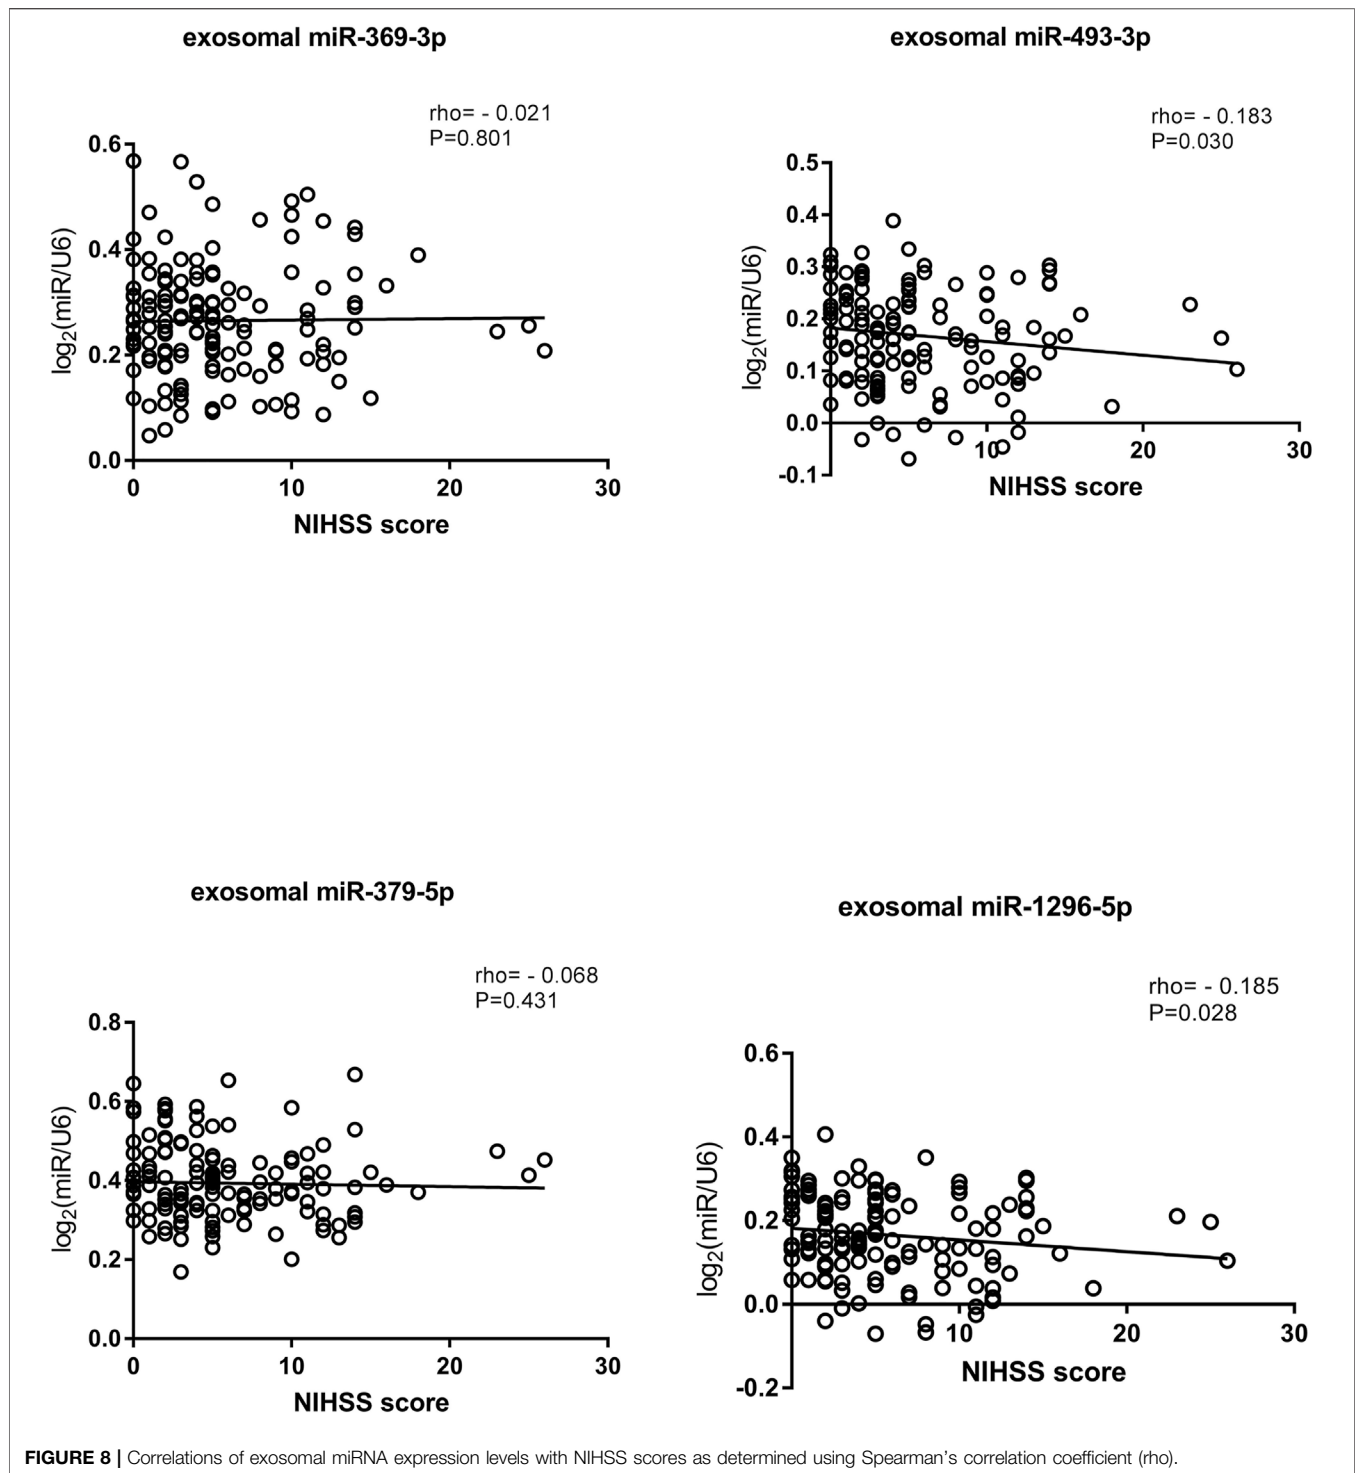 exosomal miR-369-3p
rho= - 0.021
P=0.801
log2(miR/U6)
0.6
0.4
0.2
0.0
0 10 20 30
NIHSS score
exosomal miR-493-3p
rho= - 0.183
P=0.030
log2(miR/U6)
0.5
0.4
0.3
0.2
0.1
0.0
-0.1
10 20 30
NIHSS score
exosomal miR-379-5p
rho= - 0.068
P=0.431
log2(miR/U6)
0.8
0.6
0.4
0.2
0.0
0 10 20 30
NIHSS score
exosomal miR-1296-5p
rho= - 0.185
P=0.028
log2(miR/U6)
0.6
0.4
0.2
0.0
-0.2
10 20 30
NIHSS score
FIGURE 8 | Correlations of exosomal miRNA expression levels with NIHSS scores as determined using Spearman's correlation coefficient (rho).